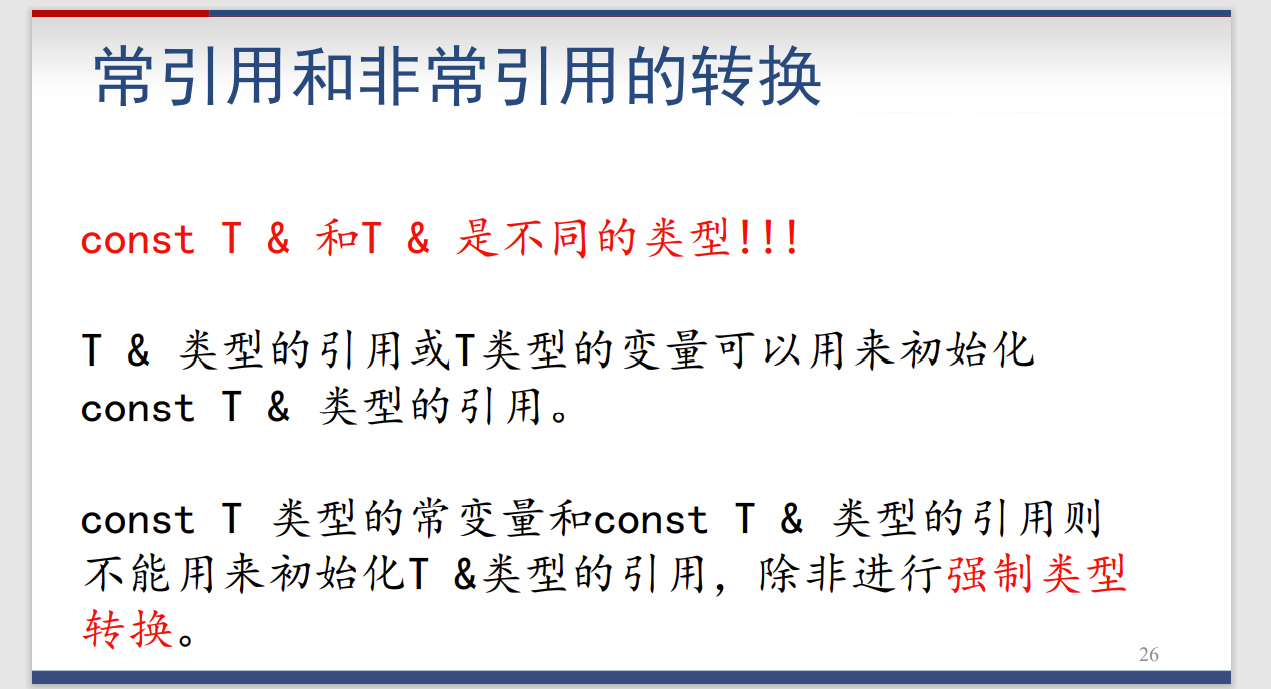 常引用和非常引用的转换
const T & 和T & 是不同的类型!!!
T & 类型的引用或T类型的变量可以用来初始化
const T & 类型的引用。
const T 类型的常变量和const T & 类型的引用则
不能用来初始化T &类型的引用，除非进行强制类型
转换。
26